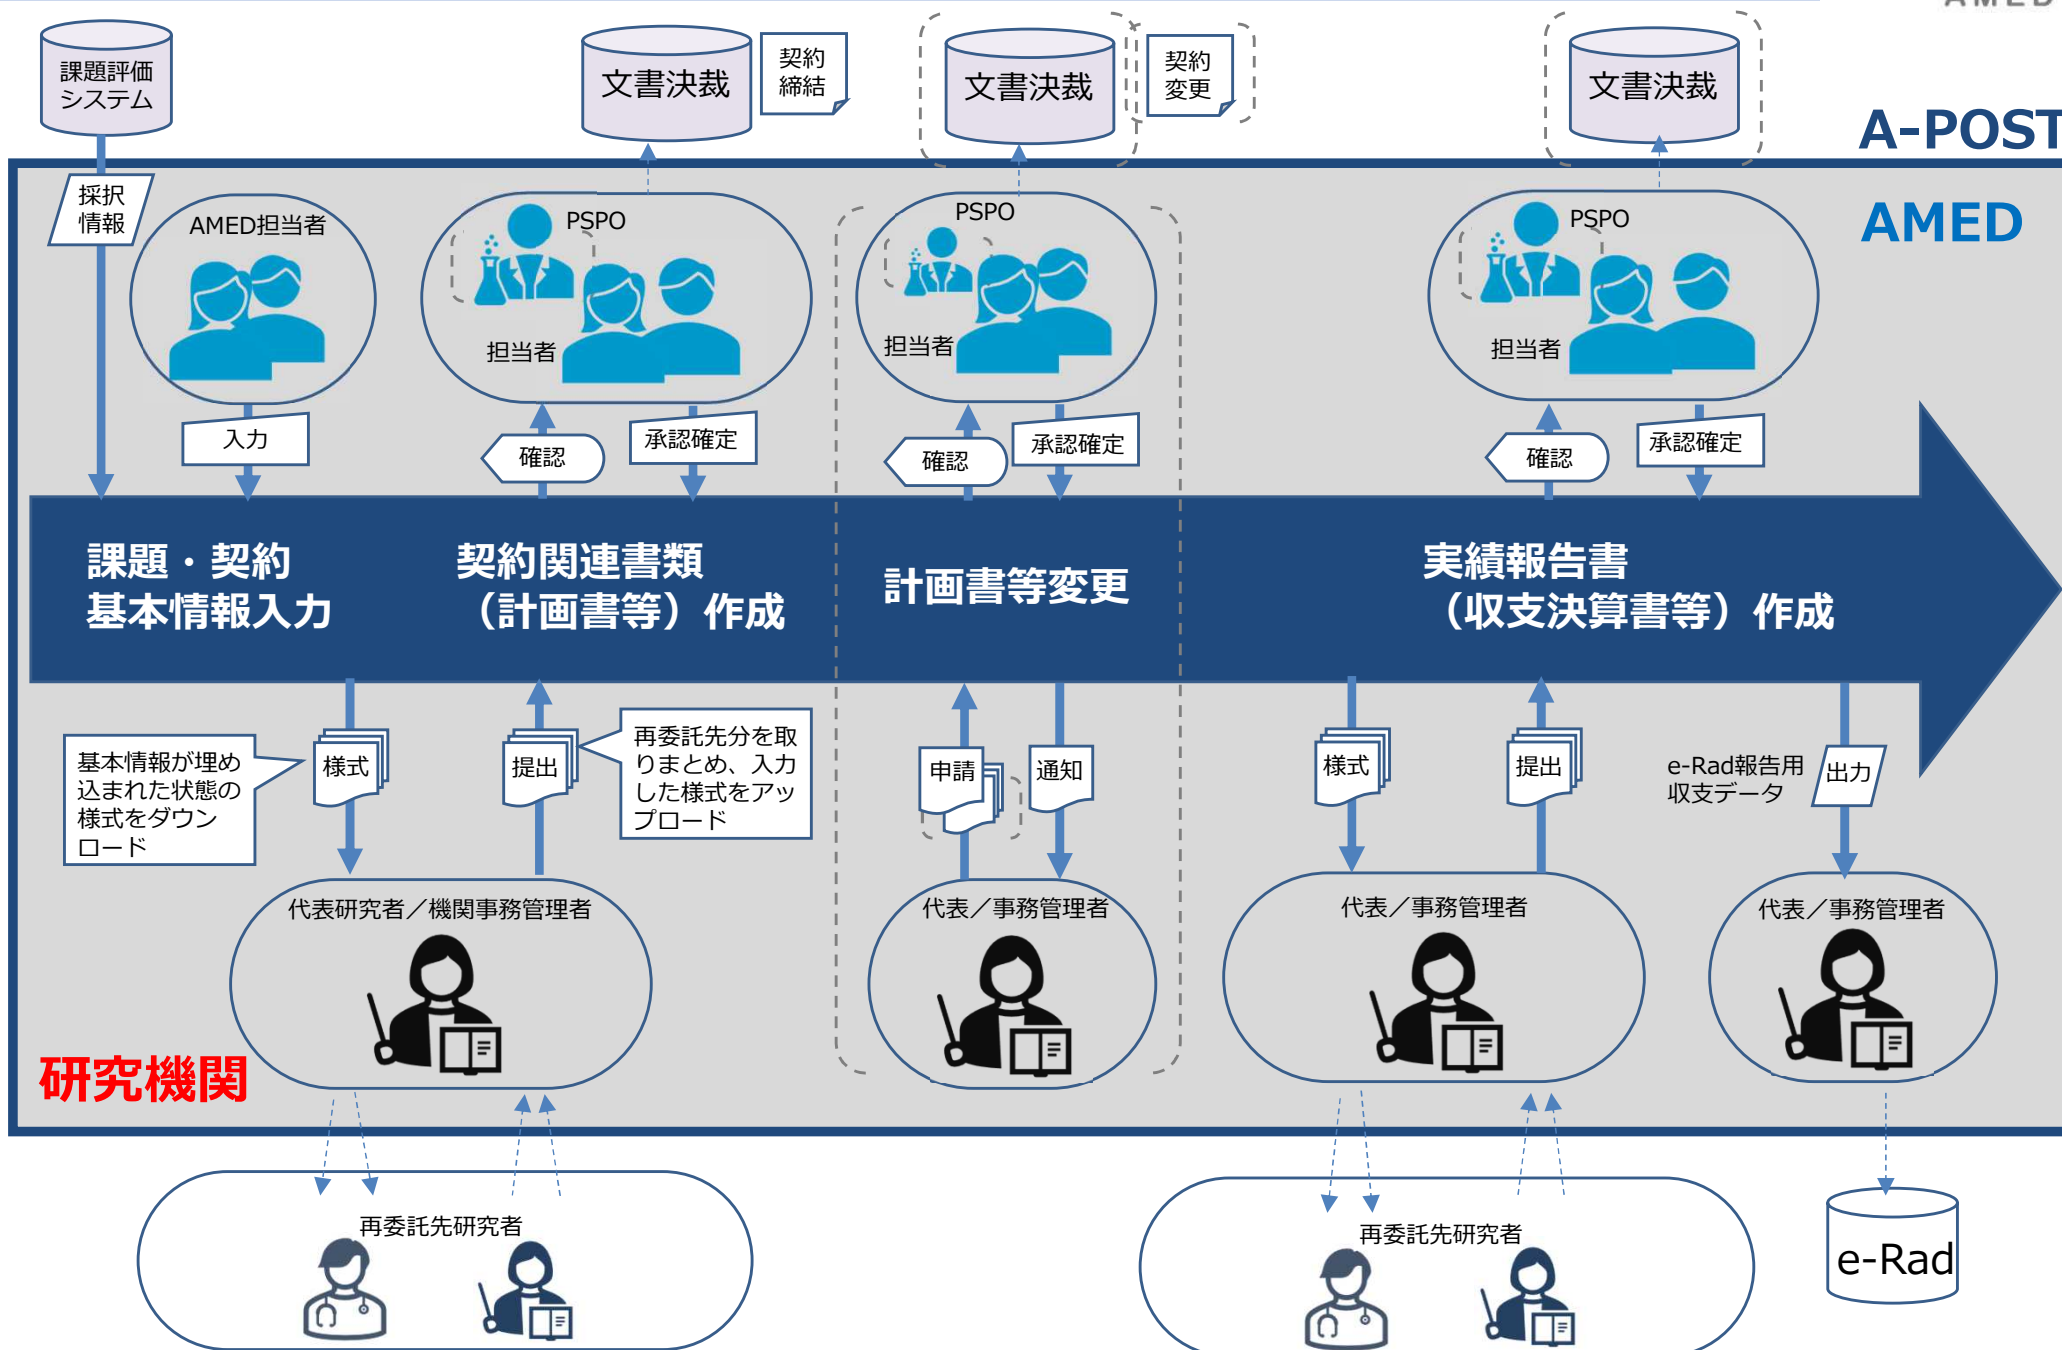 AMED
課題評価
システム
文書決裁
契約
締結
文書決裁
契約
変更
文書決裁
A-POST
採択
情報
AMED担当者
PSPO
担当者
PSPO
担当者
PSPO
担当者
AMED
入力
確認
承認確定
確認
承認確定
確認
承認確定
課題・契約
基本情報入力
契約関連書類
（計画書等）作成
計画書等変更
実績報告書
（収支決算書等）作成
基本情報が埋め
込まれた状態の
様式をダウン
ロード
様式
提出
再委託先分を取
りまとめ、入力
した様式をアッ
プロード
申請
通知
様式
提出
e-Rad報告用
収支データ
出力
代表研究者／機関事務管理者
代表／事務管理者
代表／事務管理者
代表／事務管理者
研究機関
再委託先研究者
再委託先研究者
e-Rad